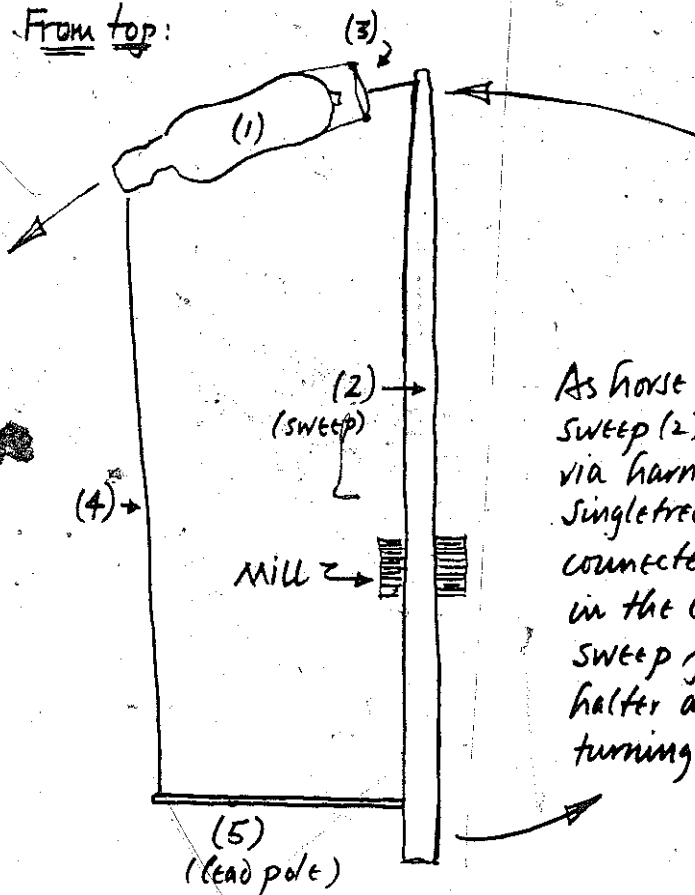 From top:
(3)
(1)
(2)
(sweep)
(4)
Mill
(5)
(lead pole)
As horse
sweep (2)
via harn
singletree
connecte
in the
sweep
halter a
turning